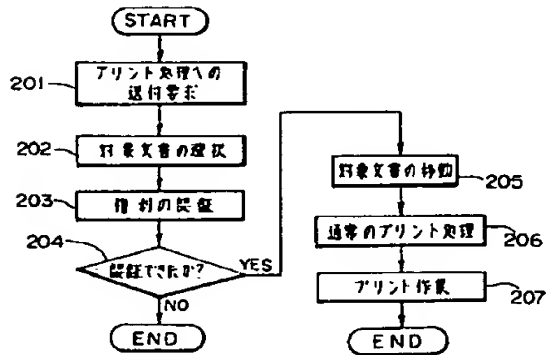 START
201
プリント処理への
送付要求
202
対象文書の選択
203
権利の認証
204
認証できたか?
YES
NO
END
対象文書の移動
205
通常のプリント処理
206
プリント作業
207
END